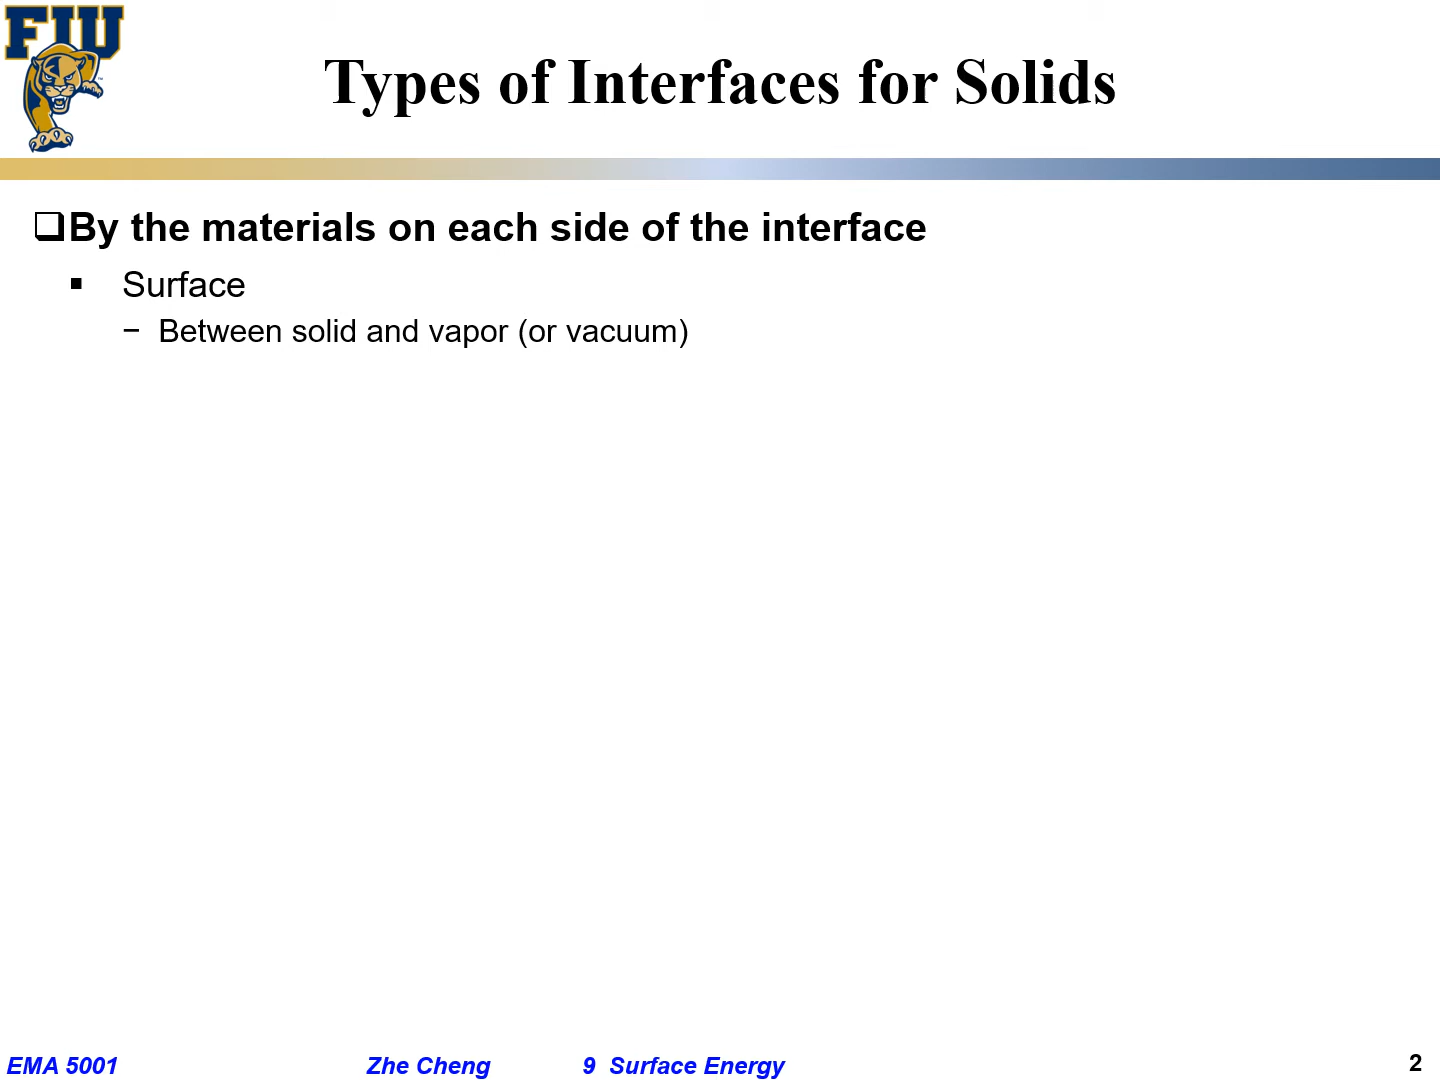 FIU
Types of Interfaces for Solids
❑By the materials on each side of the interface
▪ Surface
− Between solid and vapor (or vacuum)
EMA 5001 Zhe Cheng 9 Surface Energy 2